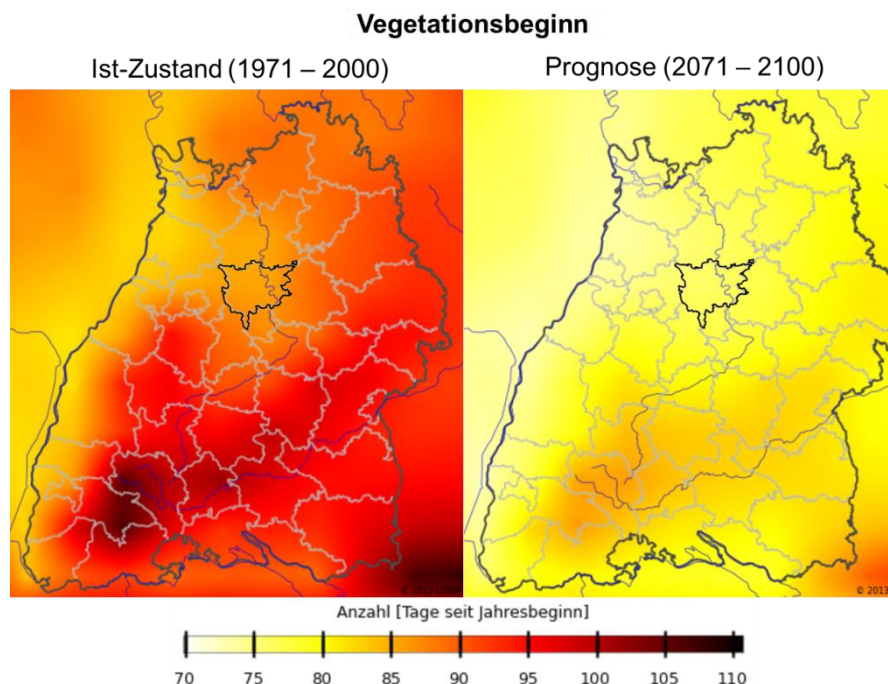 Vegetationsbeginn
Ist-Zustand (1971 – 2000)
Prognose (2071 – 2100)
© 2013
Anzahl [Tage seit Jahresbeginn]
70 75 80 85 90 95 100 105 110